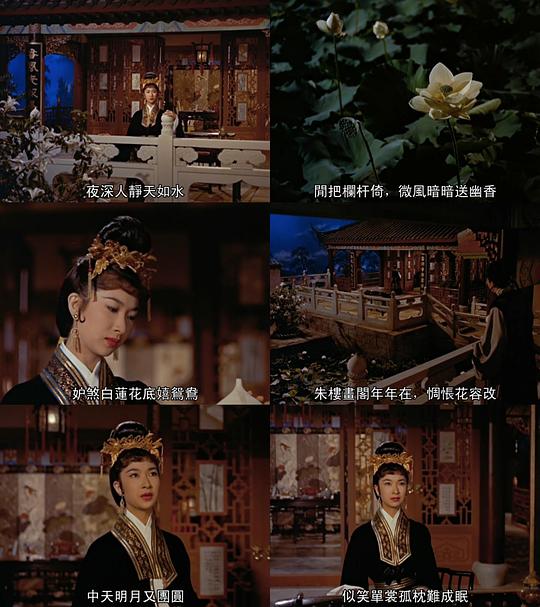 夜深人靜天如水
閒把欄杆倚，微風暗暗送幽香
妒煞白蓮花底嬉鴛鴦
朱樓畫閣年年在，惆悵花容改
中天明月又團圓
似笑單裳孤枕難成眠